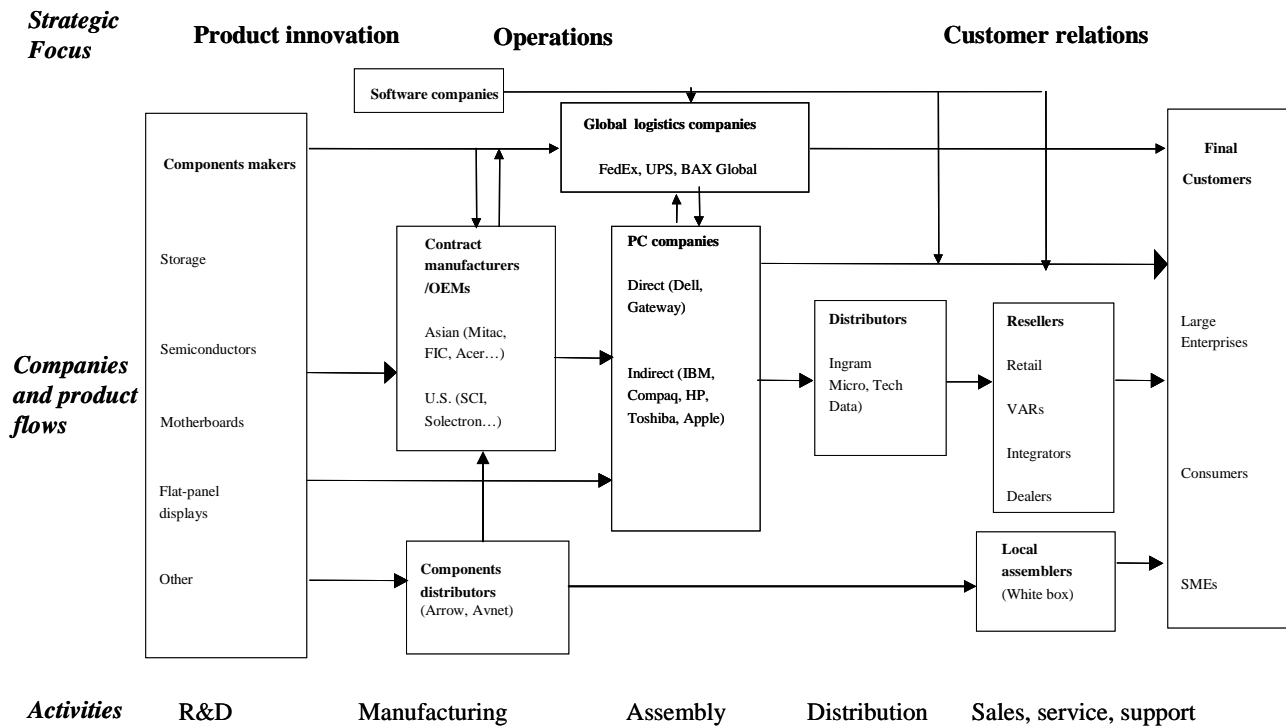 Strategic
Focus
Product innovation
Operations
Customer relations
Software companies
Global logistics companies
FedEx, UPS, BAX Global
Components makers
Storage
Semiconductors
Motherboards
Flat-panel
displays
Other
Contract
manufacturers
/OEMs
Asian (Mitac,
FIC, Acer…)
U.S. (SCI,
Solectron…)
Components
distributors
(Arrow, Avnet)
PC companies
Direct (Dell,
Gateway)
Indirect (IBM,
Compaq, HP,
Toshiba, Apple)
Distributors
Ingram
Micro, Tech
Data)
Resellers
Retail
VARs
Integrators
Dealers
Local
assemblers
(White box)
Final
Customers
Large
Enterprises
Consumers
SMEs
Companies
and product
flows
Activities
R&D
Manufacturing
Assembly
Distribution
Sales, service, support